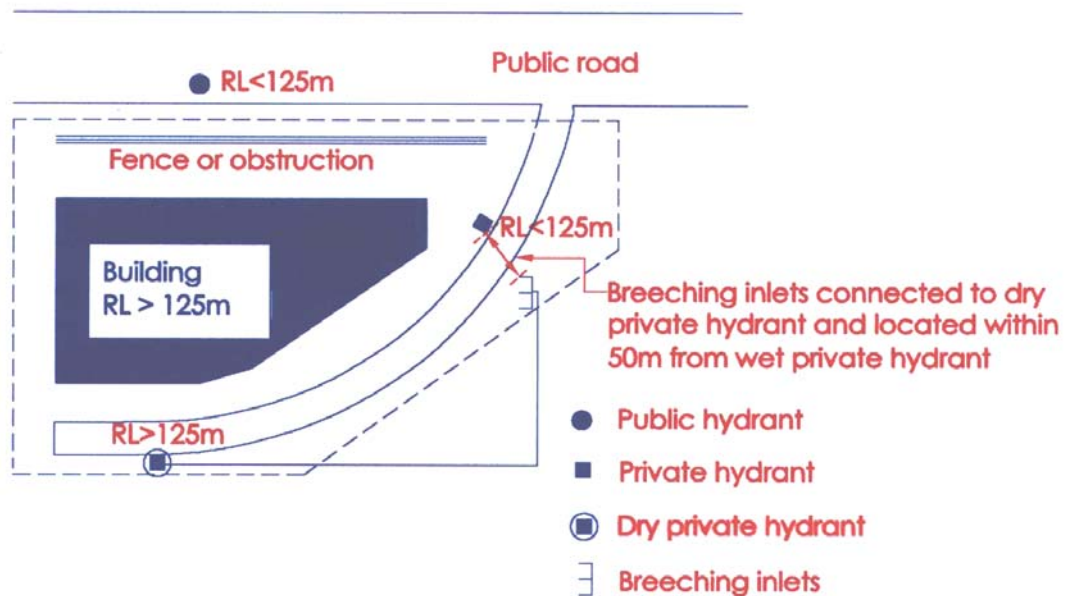 Public road
RL<125m
Fence or obstruction
RL<125m
Building
RL > 125m
Breeching inlets connected to dry
private hydrant and located within
50m from wet private hydrant
RL>125m
Public hydrant
Private hydrant
Dry private hydrant
Breeching inlets